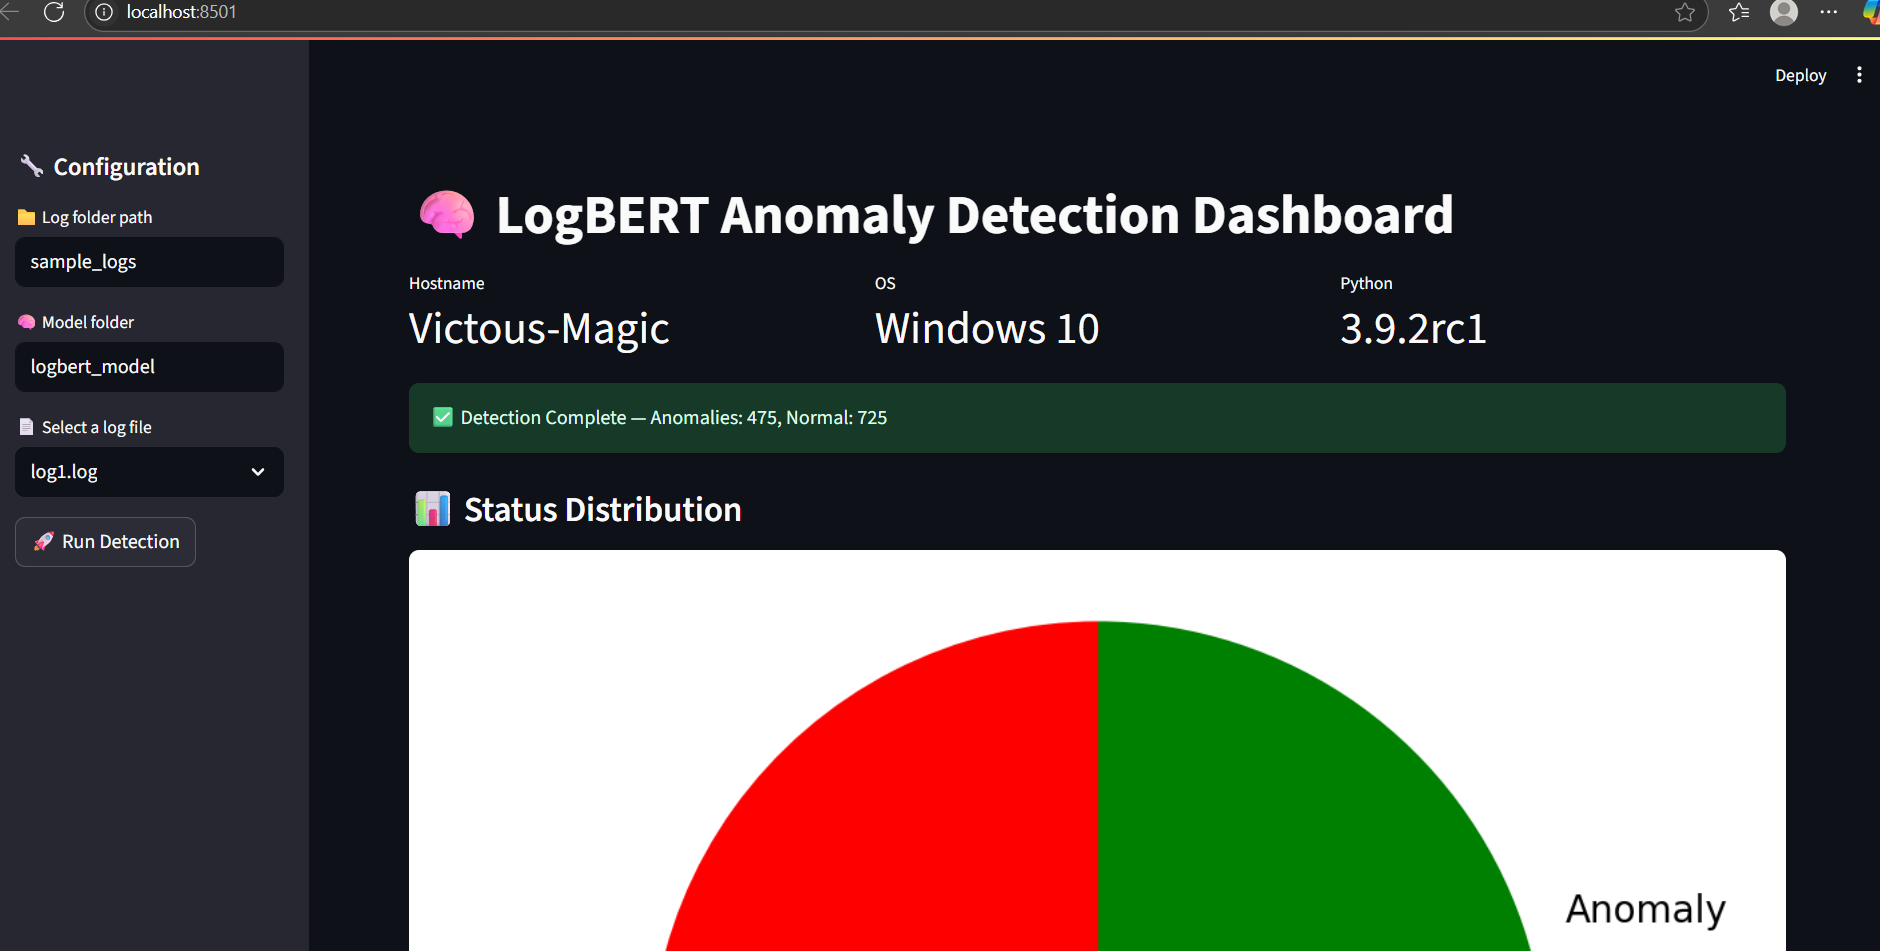 localhost:8501
Deploy
Configuration
Log folder path
sample_logs
Model folder
logbert_model
Select a log file
log1.log
Run Detection
LogBERT Anomaly Detection Dashboard
Hostname
Victous-Magic
OS
Windows 10
Python
3.9.2rc1
Detection Complete — Anomalies: 475, Normal: 725
Status Distribution
Anomaly